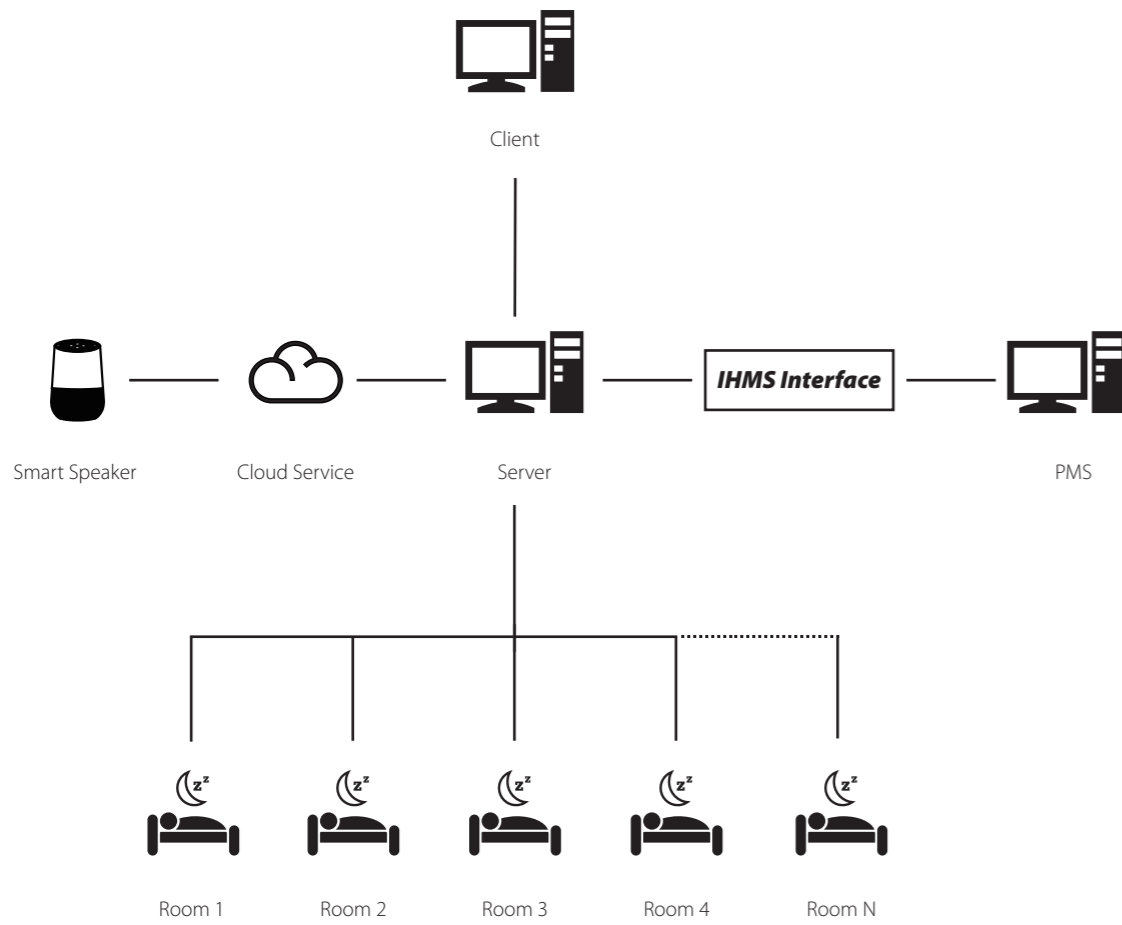 Client
IHMS Interface
Smart Speaker
Cloud Service
Server
PMS
z z
z z
z z
z z
z z
Room 1
Room 2
Room 3
Room 4
Room N